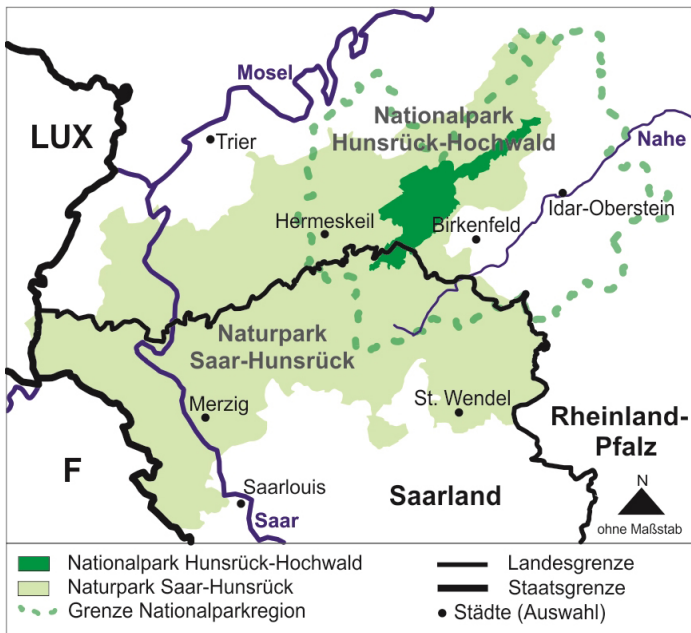 Mosel
LUX
Trier
Nationalpark
Hunsrück-Hochwald
Nahe
Idar-Oberstein
Hermeskeil
Birkenfeld
Naturpark
Saar-Hunsrück
Merzig
St. Wendel
Rheinland-
Pfalz
F
Saarlouis
Saar
Saarland
N
ohne Maßstab
Nationalpark Hunsrück-Hochwald
Naturpark Saar-Hunsrück
Grenze Nationalparkregion
Landesgrenze
Staatsgrenze
Städte (Auswahl)